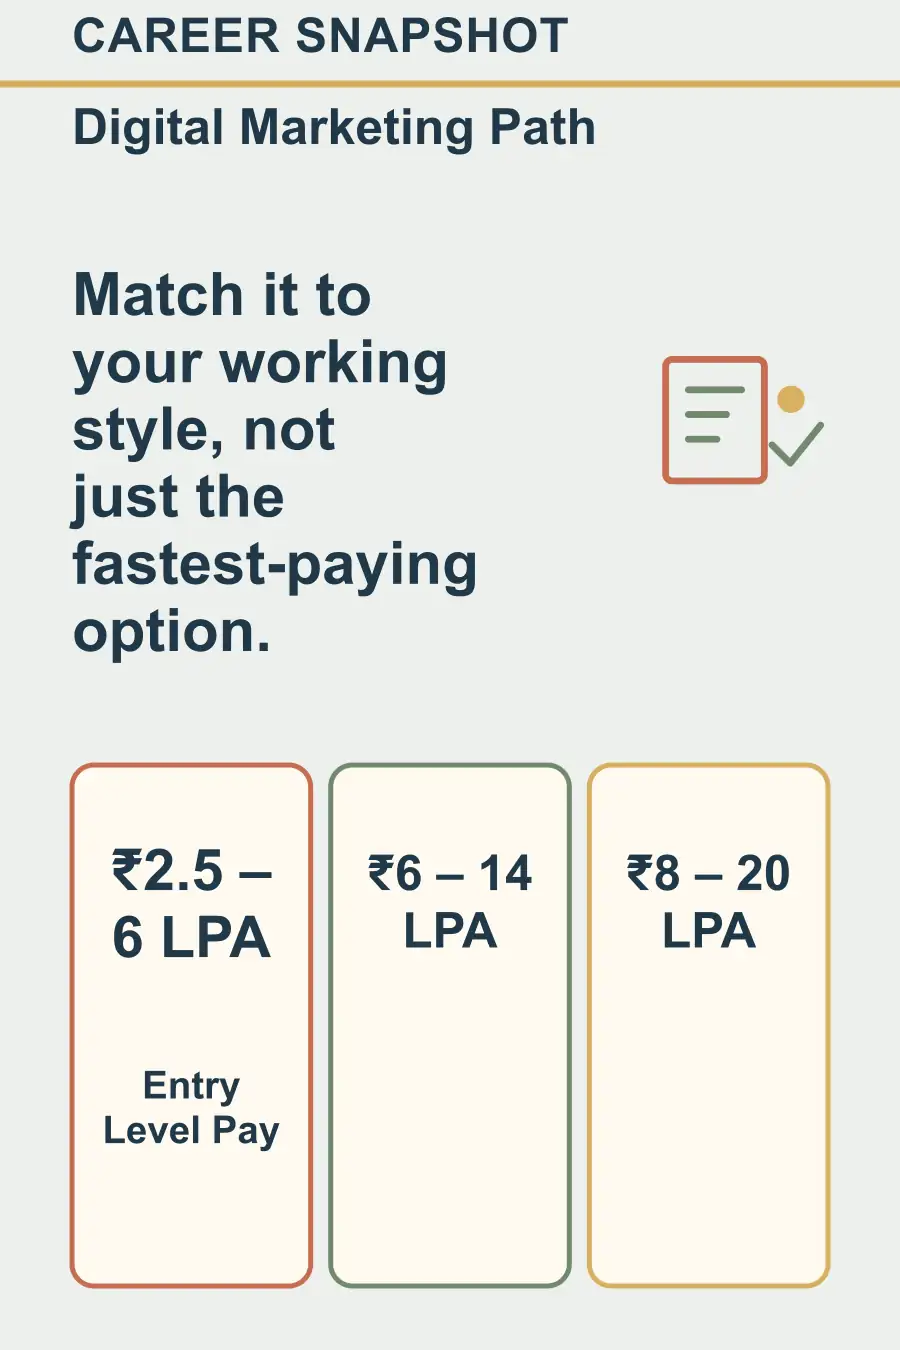 CAREER SNAPSHOT
Digital Marketing Path
Match it to
your working
style, not
just the
fastest-paying
option.
₹2.5 –
6 LPA
Entry
Level Pay
₹6 – 14
LPA
₹8 – 20
LPA